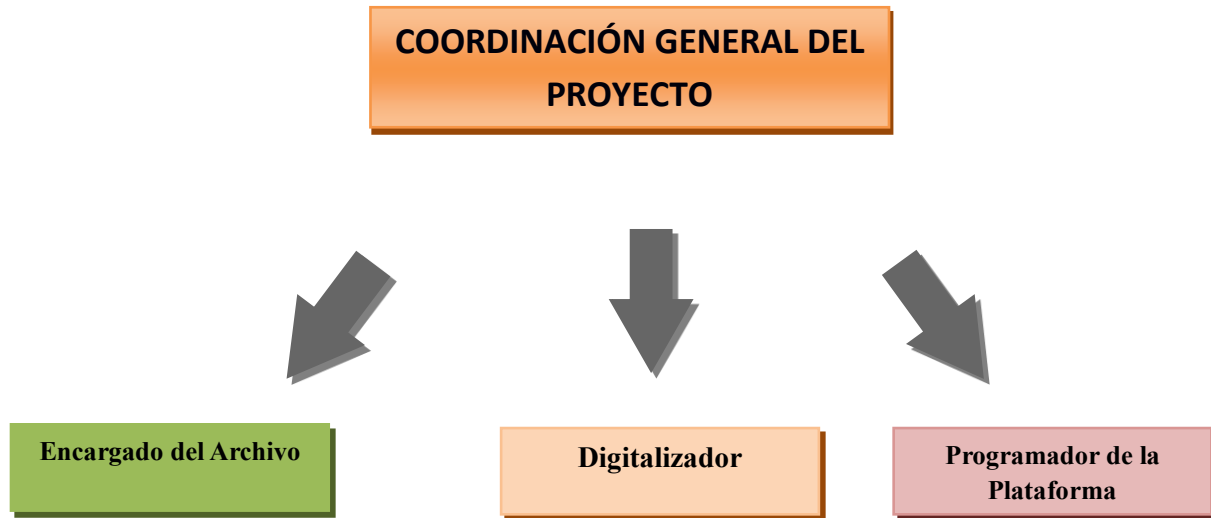 COORDINACIÓN GENERAL DEL
PROYECTO
Encargado del Archivo
Digitalizador
Programador de la
Plataforma